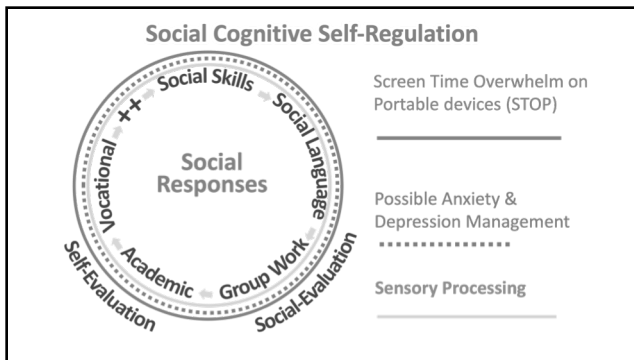 Social Cognitive Self-Regulation
++
Social Skills
Social Language
Group Work
Academic
Vocational
Social
Responses
Self-Evaluation
Social-Evaluation
Screen Time Overwhelm on
Portable devices (STOP)
Possible Anxiety &
Depression Management
Sensory Processing